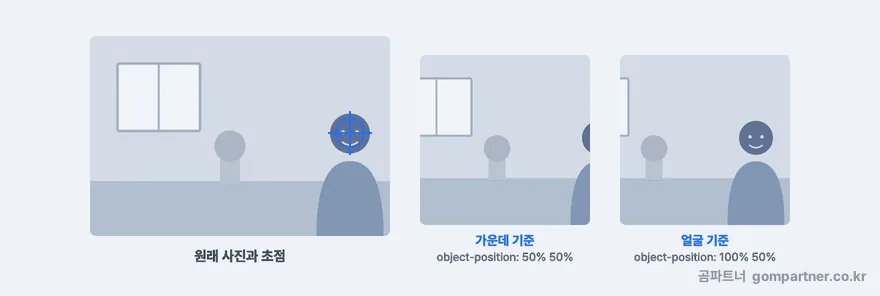 원래 사진과 초점
가운데 기준
object-position: 50% 50%
얼굴 기준
object-position: 100% 50%
곰파트너 gompartner.co.kr